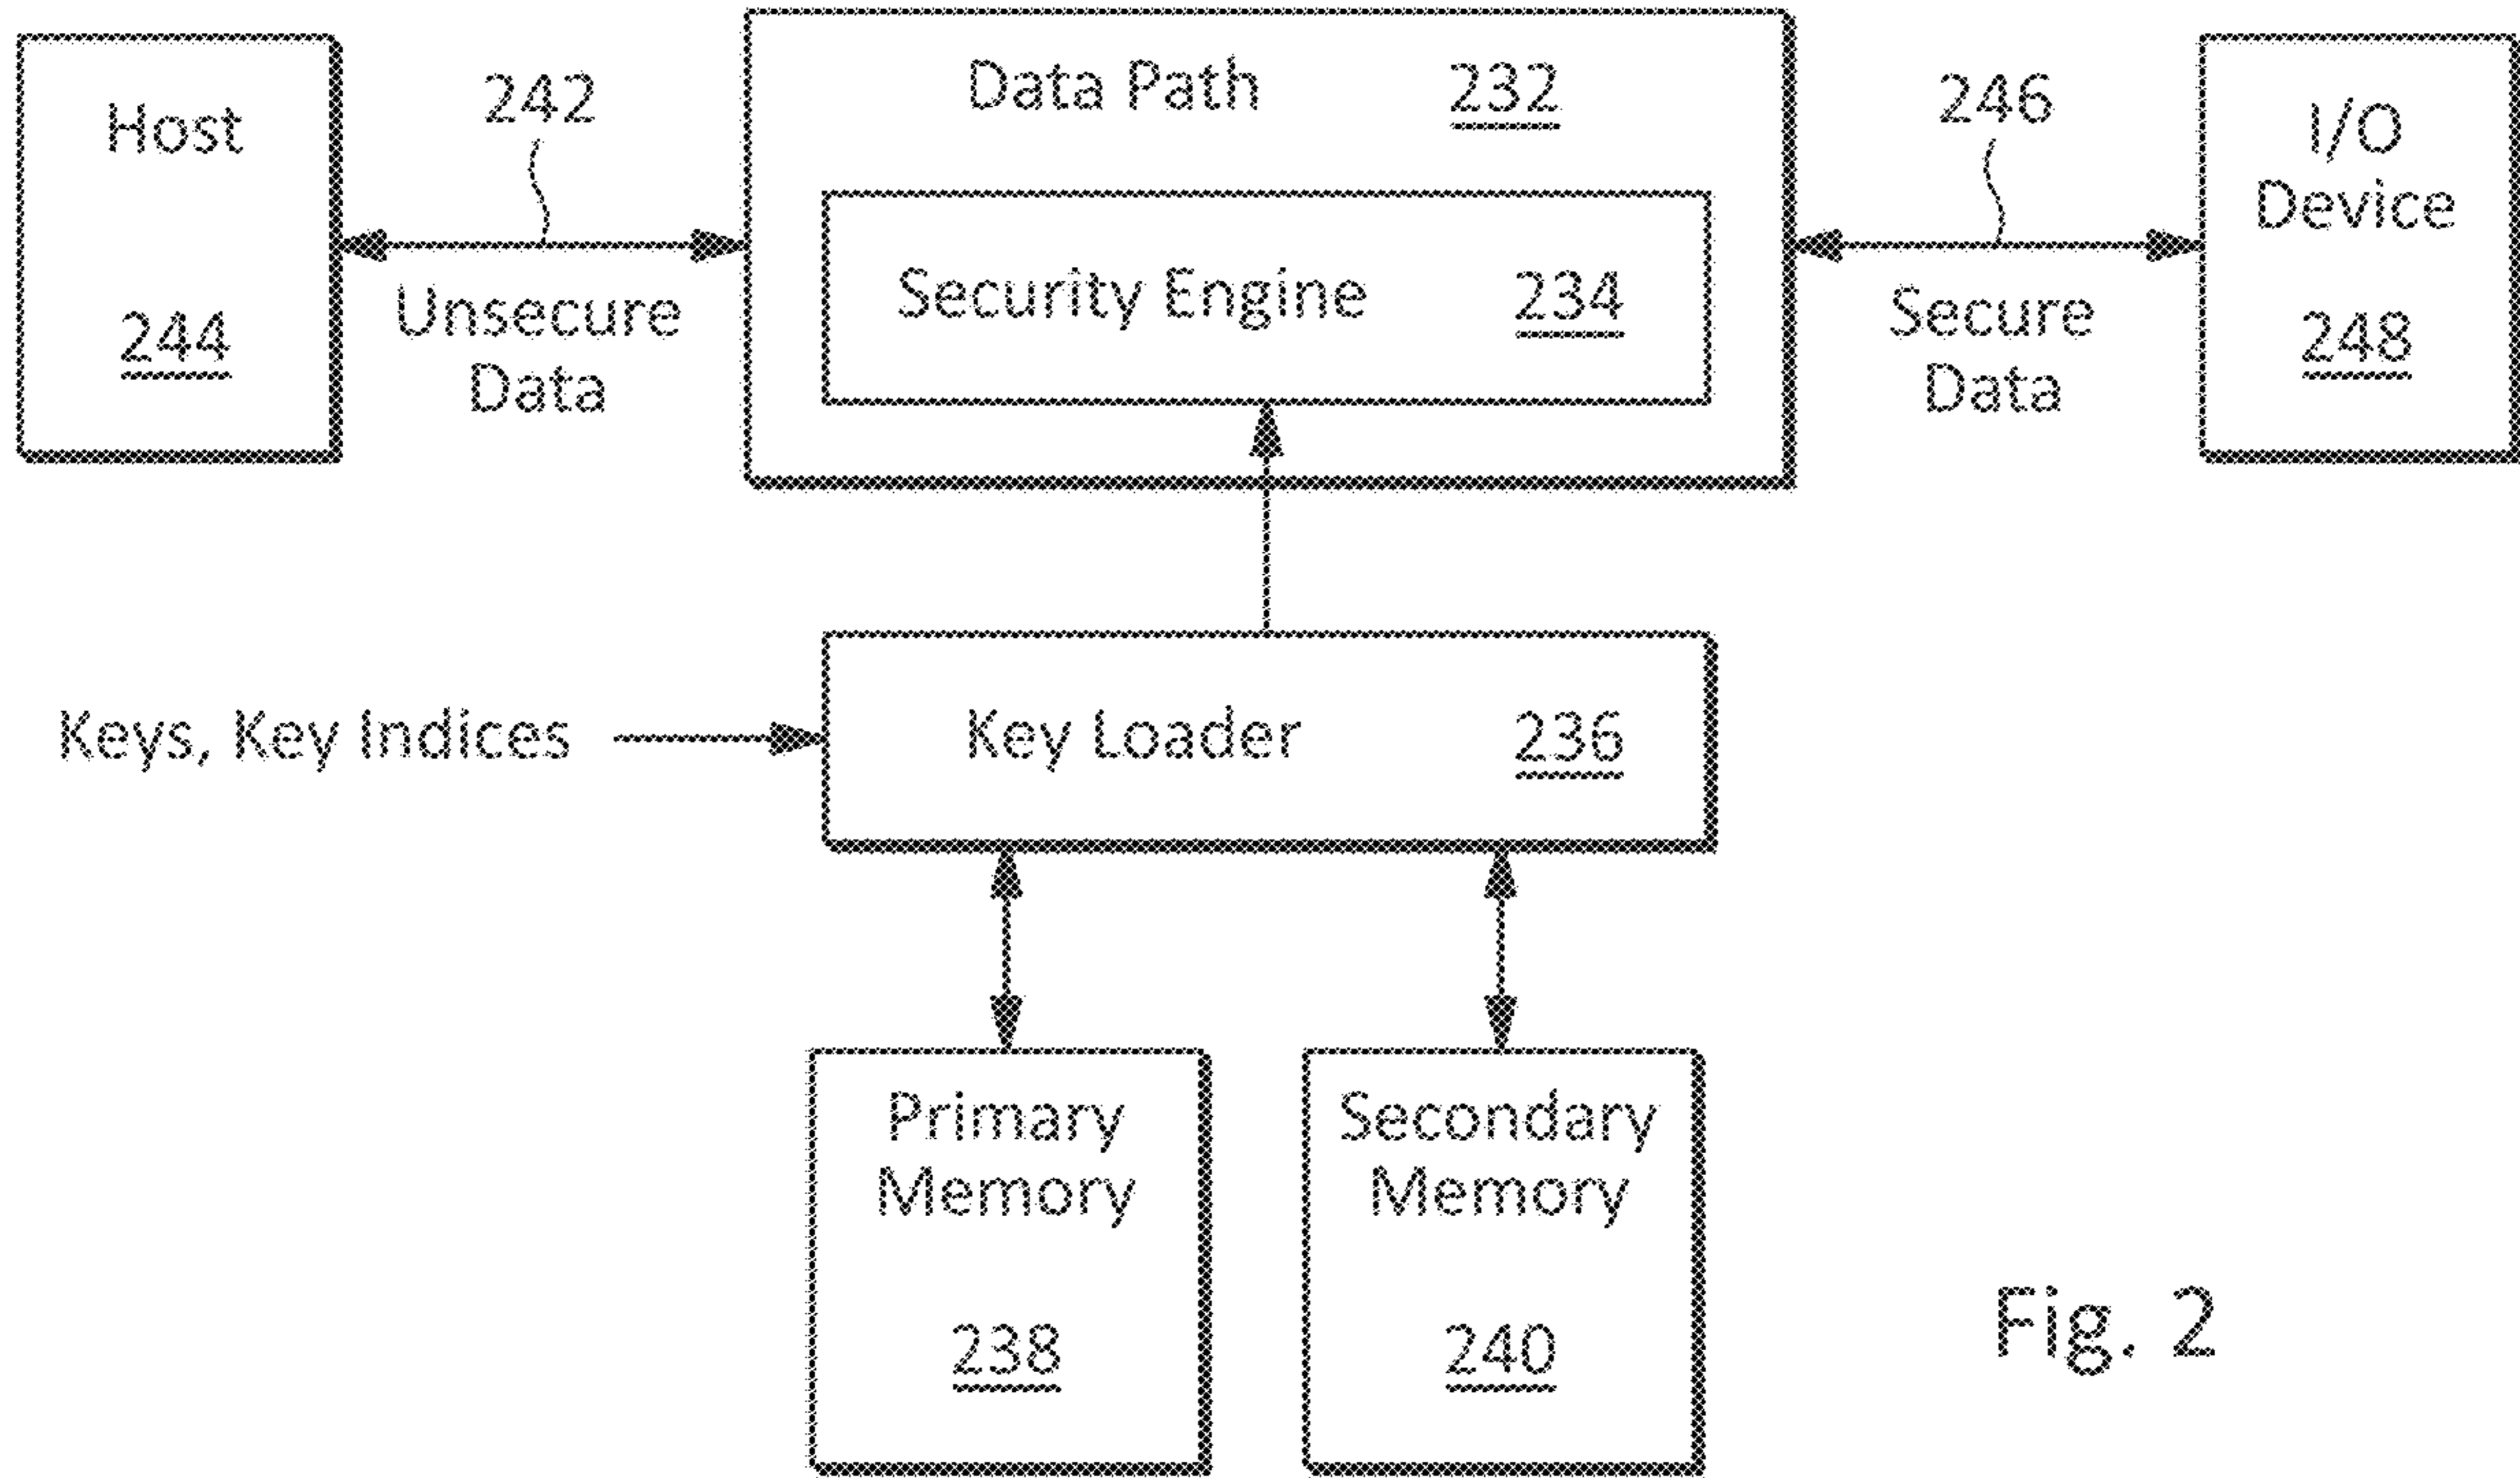 Host
244
242
Unsecure
Data
Data Path 232
Security Engine 234
246
Secure
Data
I/O
Device
248
Keys, Key Indices
Key Loader 236
Primary
Memory
238
Secondary
Memory
240
Fig. 2